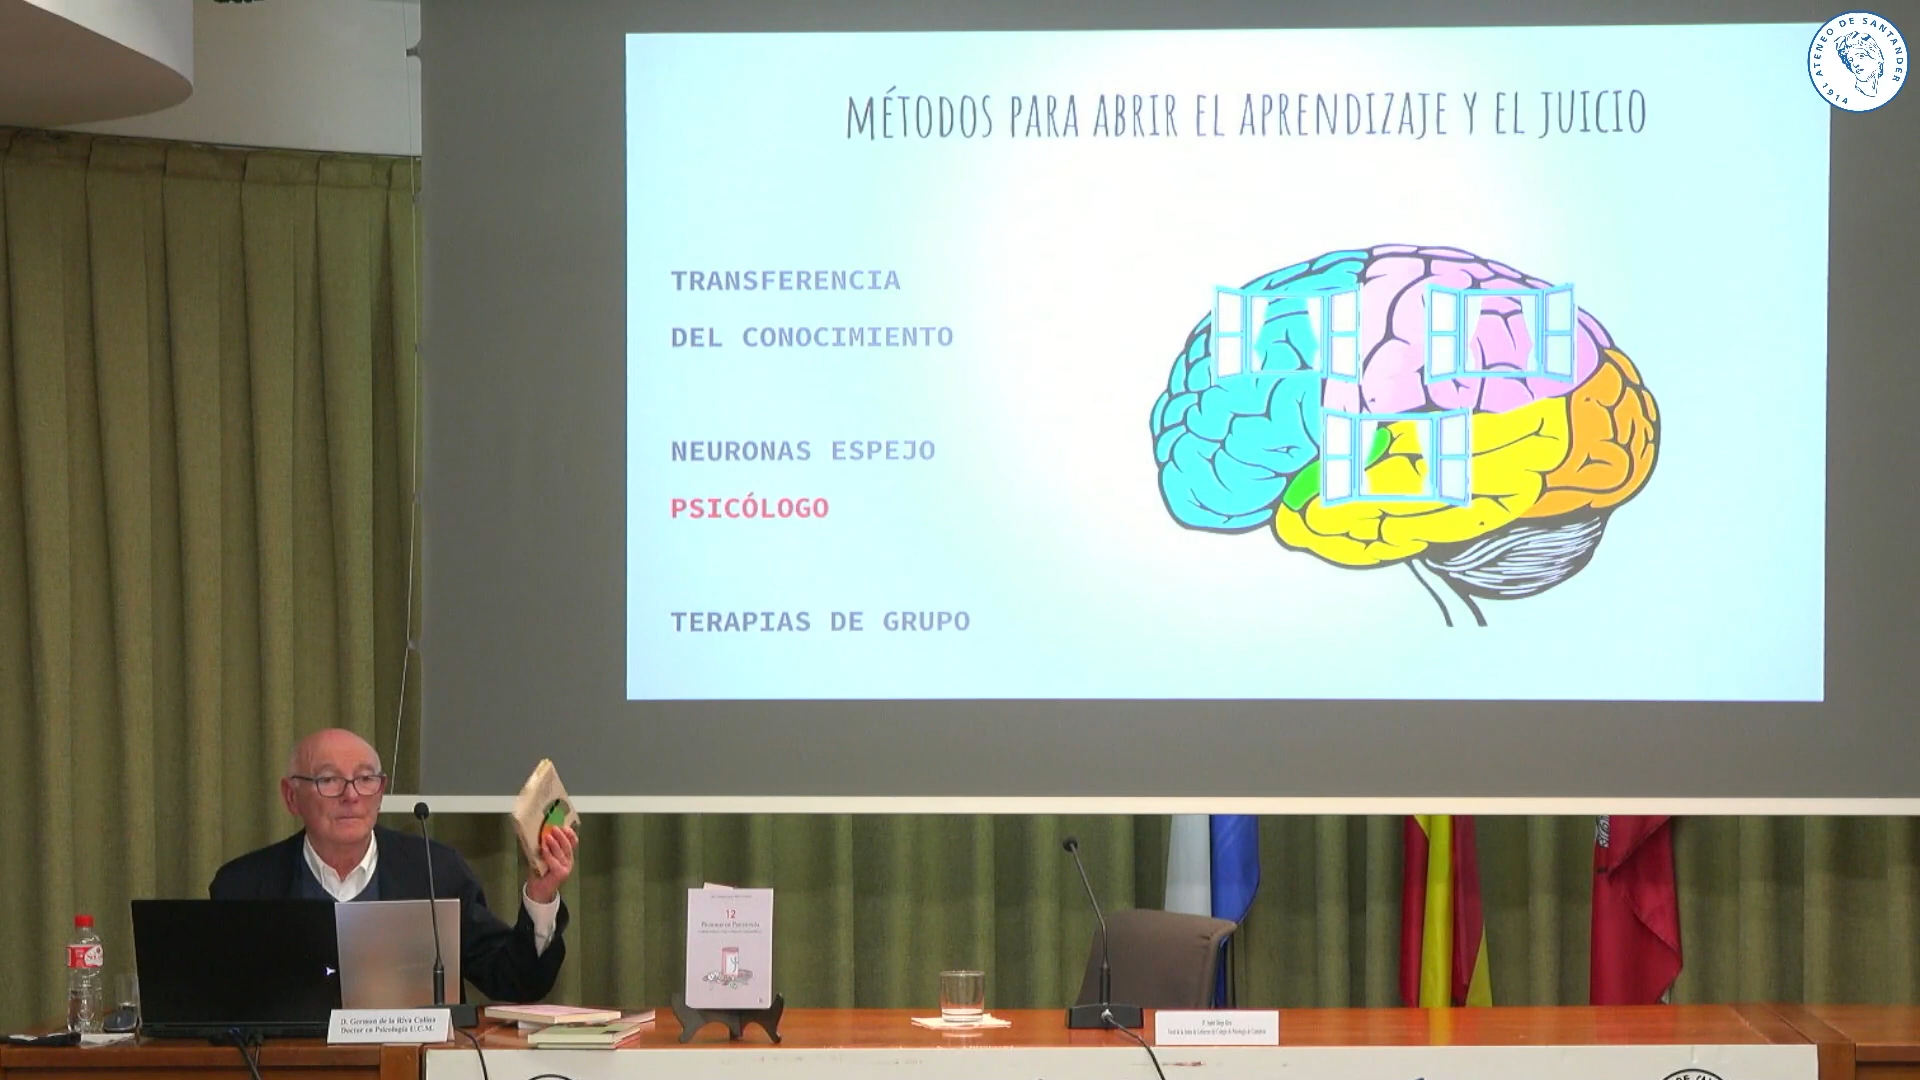 MÉTODOS PARA ABRIR EL APRENDIZAJE Y EL JUICIO
TRANSFERENCIA
DEL CONOCIMIENTO
NEURONAS ESPEJO
PSICÓLOGO
TERAPIAS DE GRUPO
ATENEO DE SANTANDER
1914
12
D. German de la Riva Colina
Doctor en Psicología U.C.M.